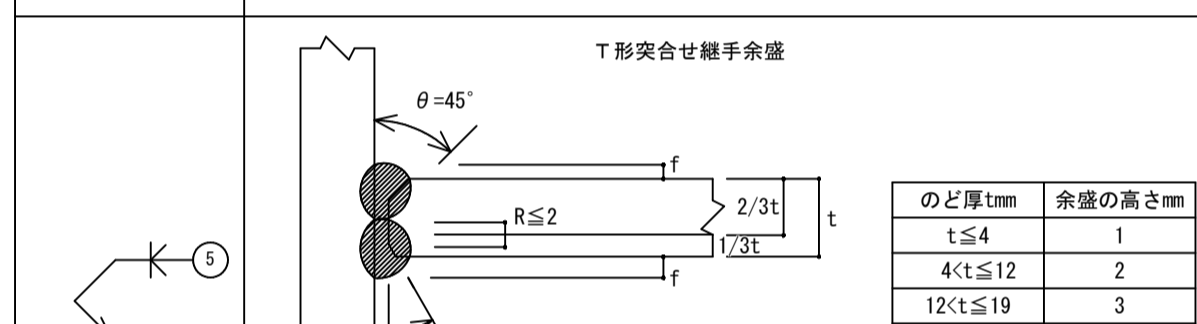 T形突合せ継手余盛
θ=45°
f
R≦2
2/3t
t
1/3t
f
5
のど厚tmm 余盛の高さmm
t≦4 1
4<t≦12 2
12<t≦19 3